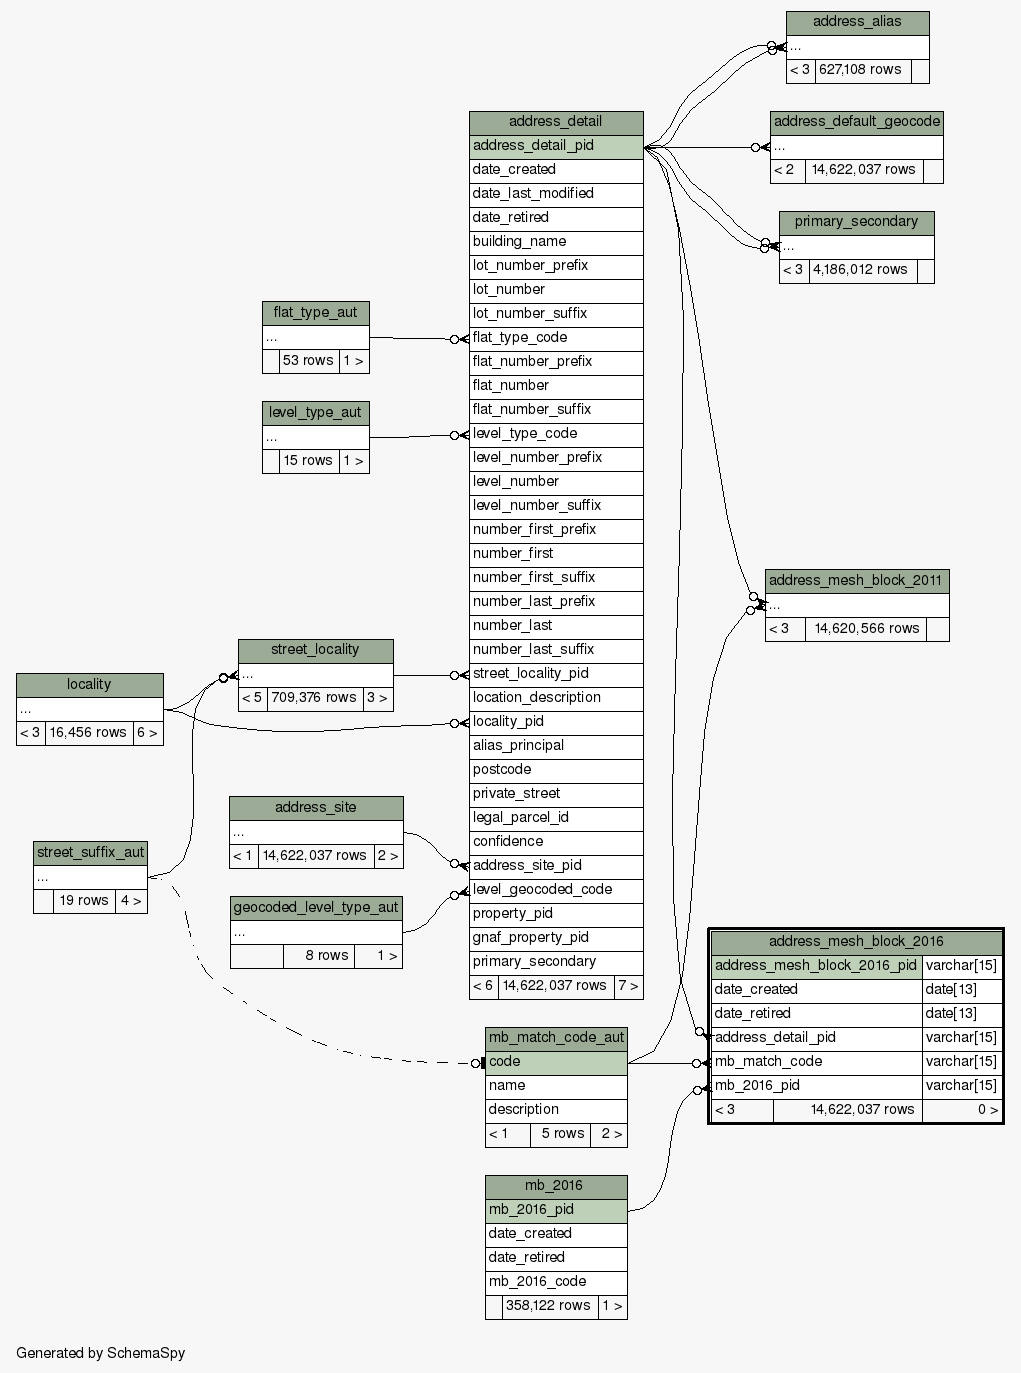 address_alias
...
< 3 627,108 rows
address_default_geocode
...
< 2 14,622,037 rows
primary_secondary
...
< 3 4,186,012 rows
address_detail
address_detail_pid
date_created
date_last_modified
date_retired
building_name
lot_number_prefix
lot_number
lot_number_suffix
flat_type_code
flat_number_prefix
flat_number
flat_number_suffix
level_type_code
level_number_prefix
level_number
level_number_suffix
number_first_prefix
number_first
number_first_suffix
number_last_prefix
number_last
number_last_suffix
street_locality_pid
location_description
locality_pid
alias_principal
postcode
private_street
legal_parcel_id
confidence
address_site_pid
level_geocoded_code
property_pid
gnaf_property_pid
primary_secondary
< 6 14,622,037 rows 7 >
flat_type_aut
...
53 rows 1 >
level_type_aut
...
15 rows 1 >
address_mesh_block_2011
...
< 3 14,620,566 rows
street_locality
...
< 5 709,376 rows 3 >
locality
...
< 3 16,456 rows 6 >
address_site
...
< 1 14,622,037 rows 2 >
street_suffix_aut
...
19 rows 4 >
geocoded_level_type_aut
...
8 rows 1 >
address_mesh_block_2016
address_mesh_block_2016_pid varchar[15]
date_created date[13]
date_retired date[13]
address_detail_pid varchar[15]
mb_match_code varchar[15]
mb_2016_pid varchar[15]
< 3 14,622,037 rows 0 >
mb_match_code_aut
code
name
description
< 1 5 rows 2 >
mb_2016
mb_2016_pid
date_created
date_retired
mb_2016_code
358,122 rows 1 >
Generated by SchemaSpy